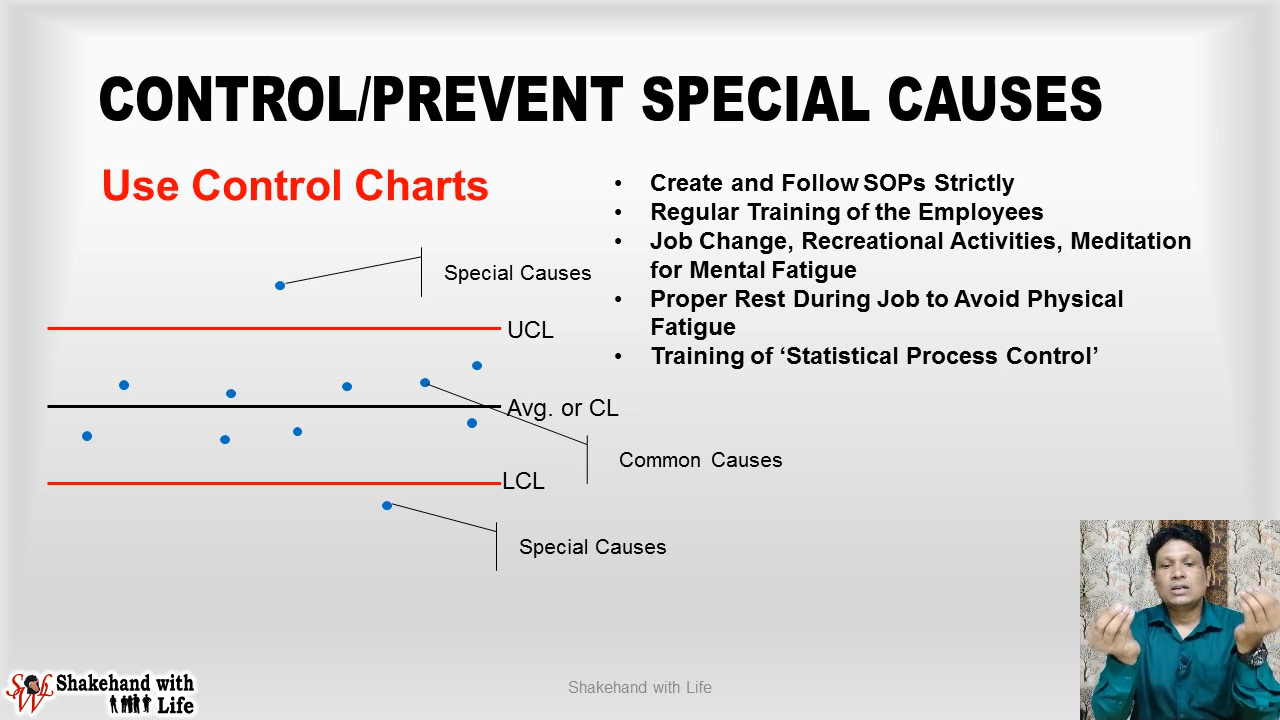 CONTROL/PREVENT SPECIAL CAUSES
Use Control Charts
• Create and Follow SOPs Strictly
• Regular Training of the Employees
• Job Change, Recreational Activities, Meditation
for Mental Fatigue
• Proper Rest During Job to Avoid Physical
Fatigue
• Training of ‘Statistical Process Control’
Special Causes
UCL
Avg. or CL
Common Causes
LCL
Special Causes
SWL
Shakehand with
Life
Shakehand with Life